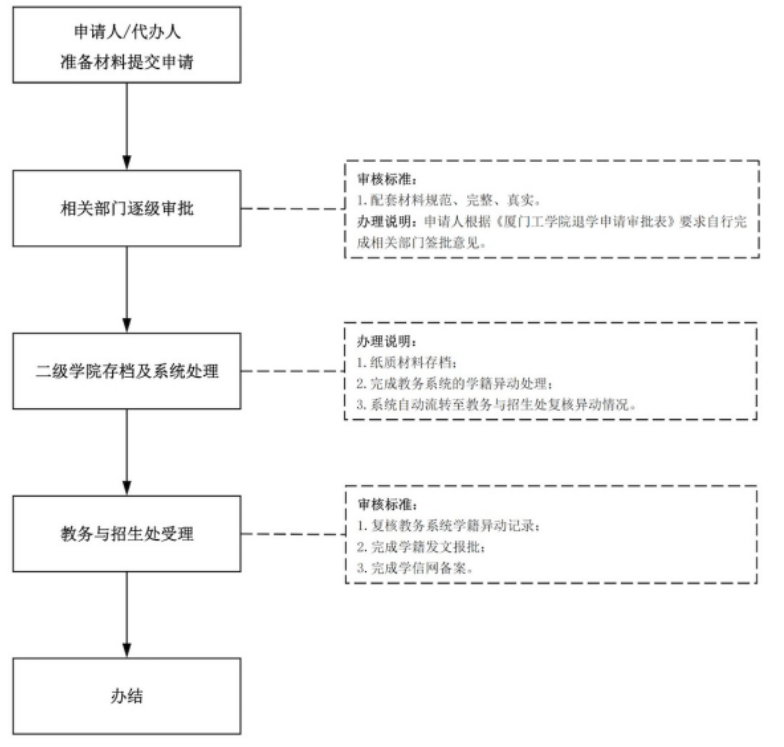 申请人/代办人
准备材料提交申请
相关部门逐级审批
审核标准：
1.配套材料规范、完整、真实。
办理说明：申请人根据《厦门工学院退学申请审批表》要求自行完
成相关部门签批意见。
二级学院存档及系统处理
办理说明：
1.纸质材料存档；
2.完成教务系统的学籍异动处理；
3.系统自动流转至教务与招生处复核异动情况。
教务与招生处受理
审核标准：
1.复核教务系统学籍异动记录；
2.完成学籍发文报批；
3.完成学信网备案。
办结